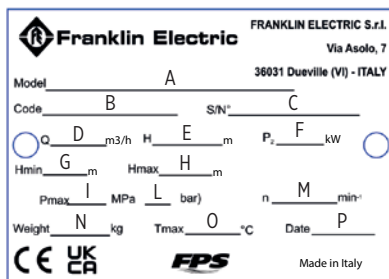 Franklin Electric
FRANKLIN ELECTRIC S.r.l.
Via Asolo, 7
36031 Dueville (VI) - ITALY
Model A
Code B S/N° C
Q D m3/h H E m P₂ F kW
Hmin G m Hmax H m
Pmax I MPa L bar) n M min-¹
Weight N kg Tmax O °C Date P
CE UK CA FPS Made in Italy